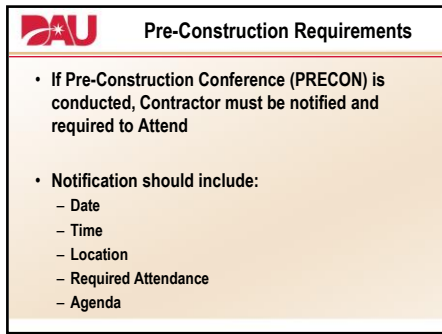 DAU Pre-Construction Requirements
• If Pre-Construction Conference (PRECON) is
conducted, Contractor must be notified and
required to Attend
• Notification should include:
– Date
– Time
– Location
– Required Attendance
– Agenda